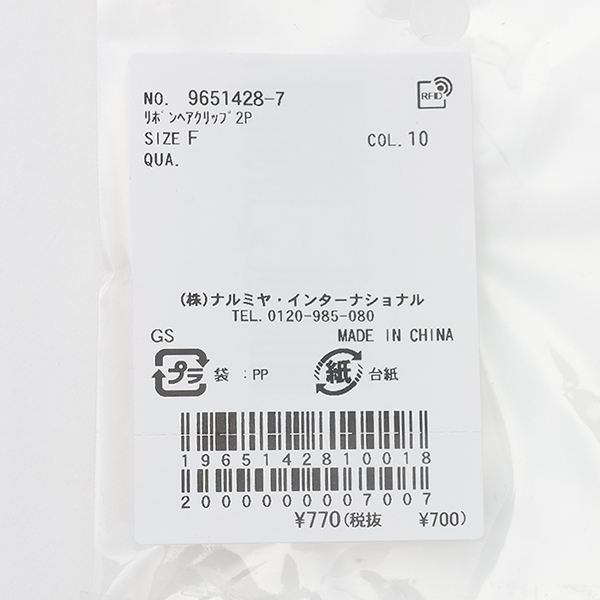 NO. 9651428-7
RFID
ﾘﾎﾞﾝﾍｱｸﾘｯﾌﾟ2P
SIZE F COL.10
QUA.
(株)ナルミヤ・インターナショナル
TEL.0120-985-080
GS MADE IN CHINA
プラ 袋 :PP 紙 台紙
1965142810018
2000000007007
¥770(税抜 ¥700)